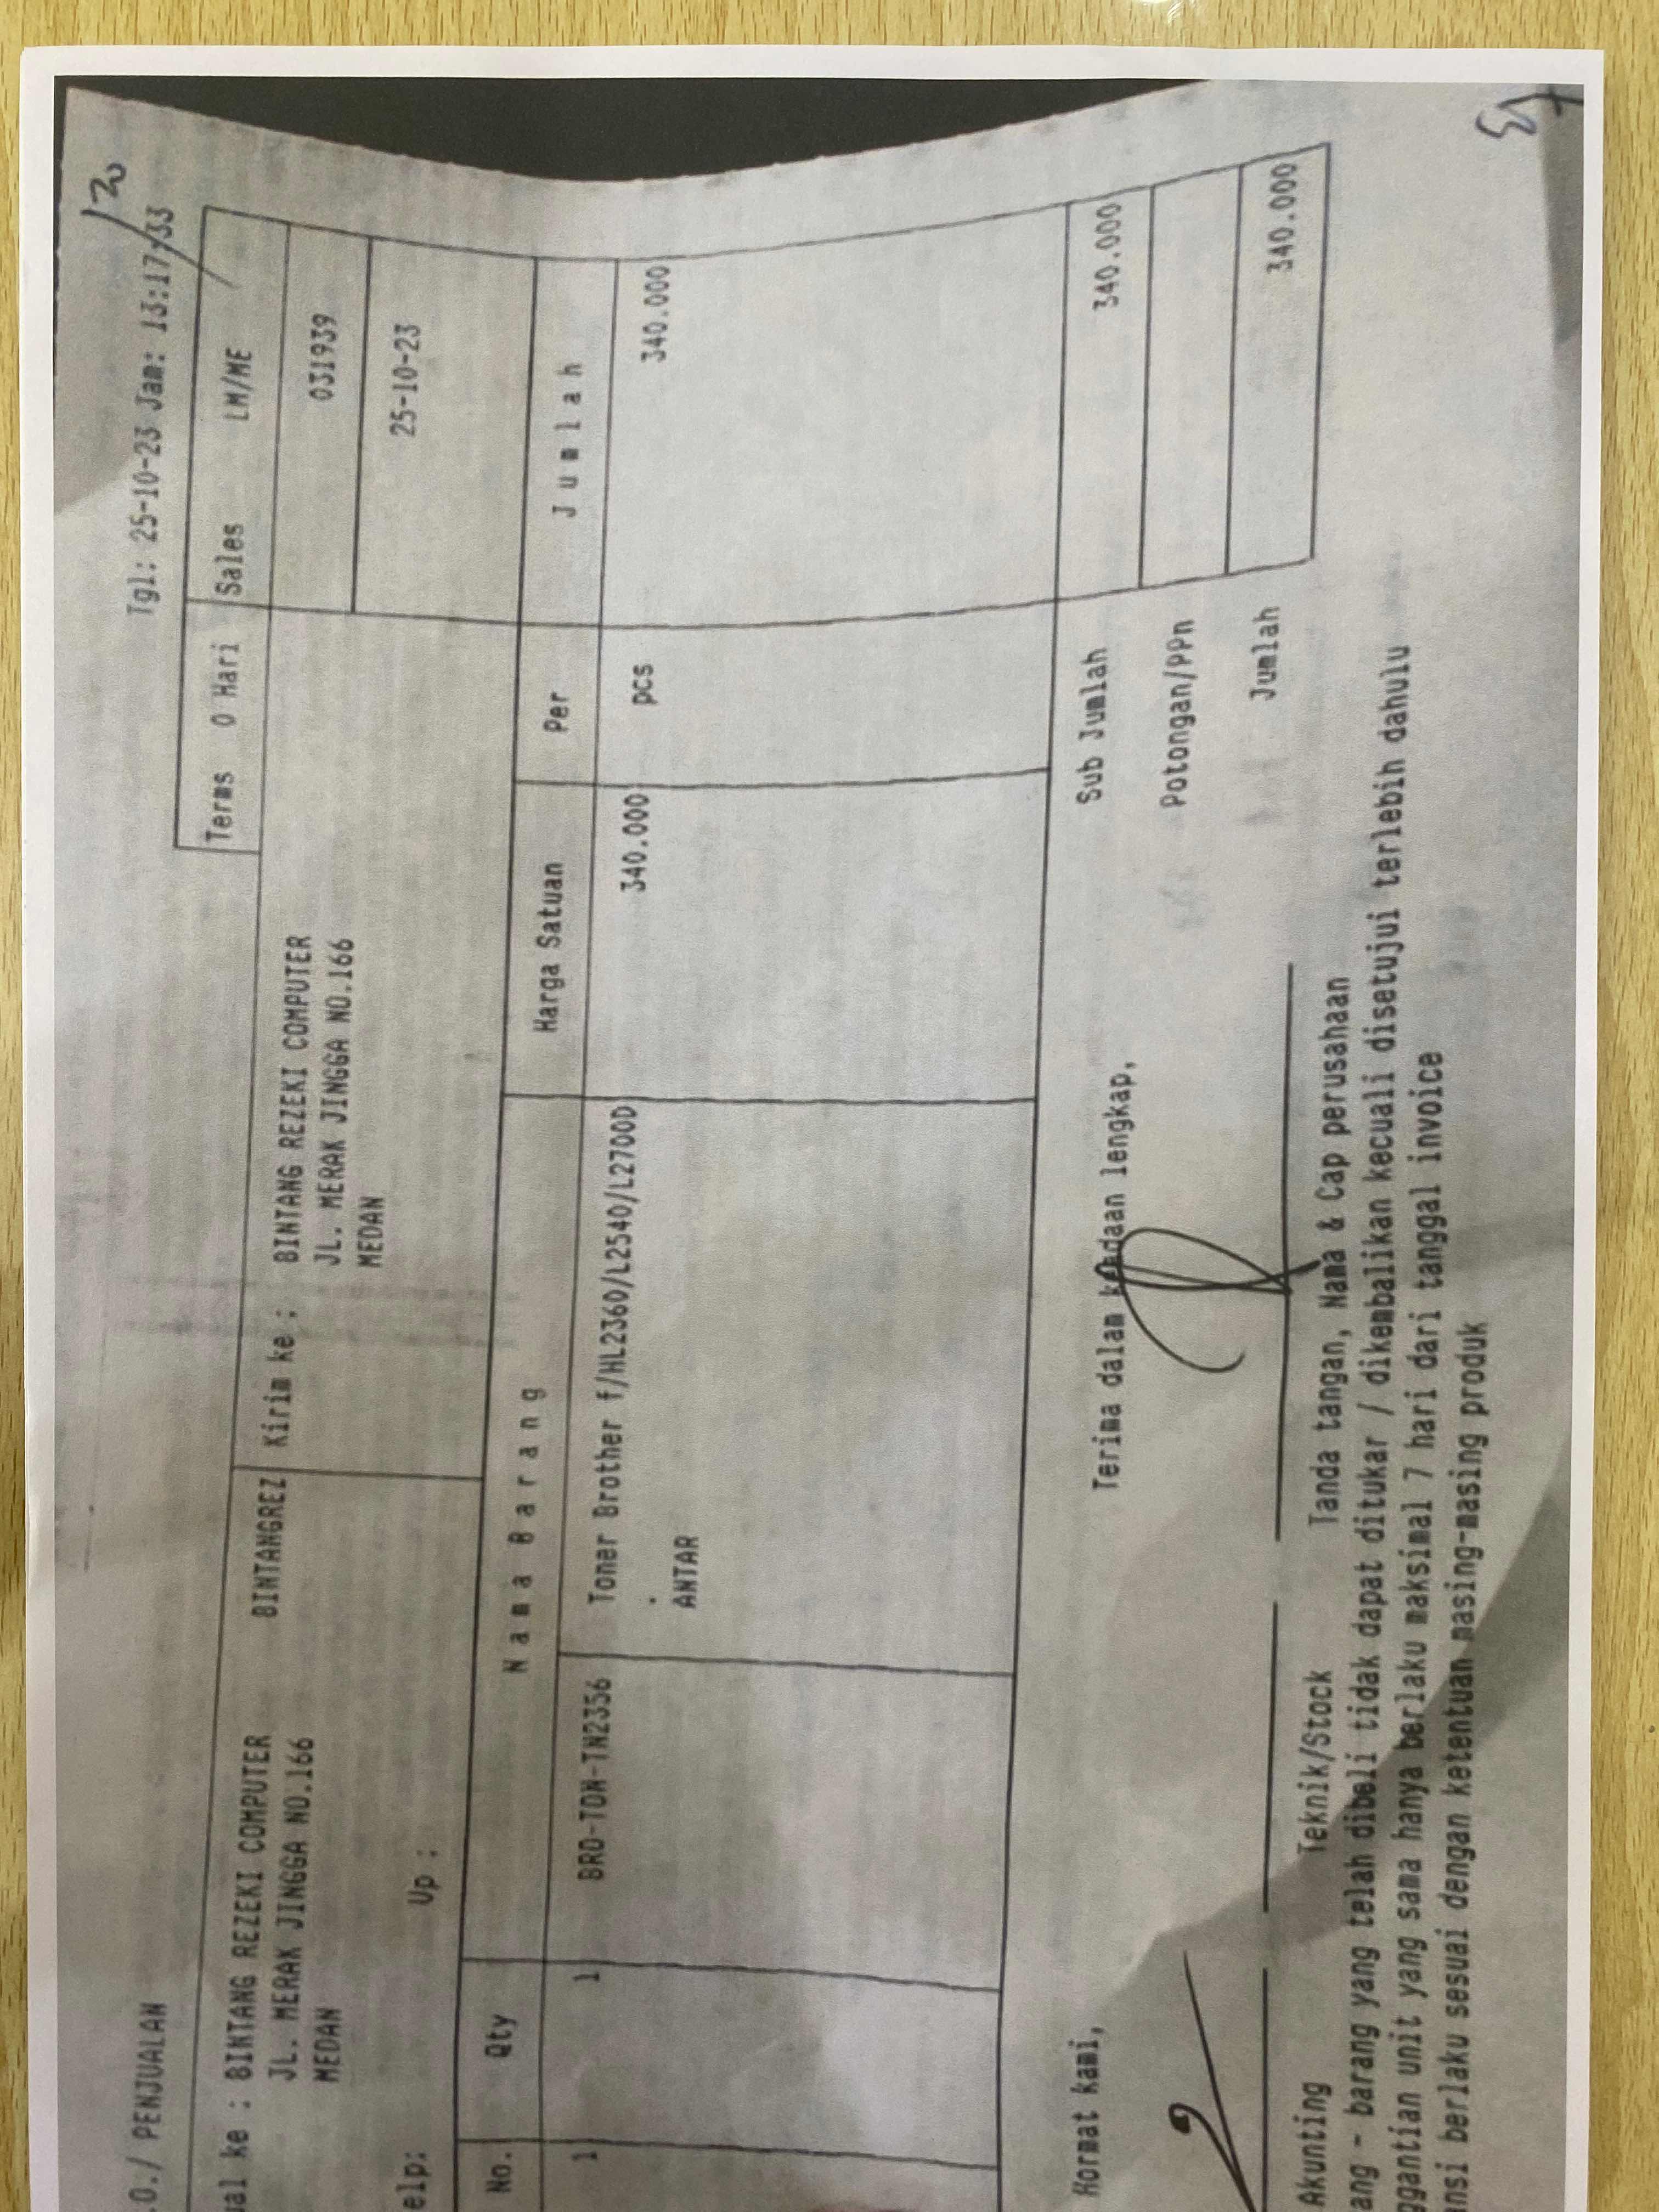 .O./ PENJUALAN
Tgl: 25-10-23 Jam: 13:17:33
Terms 0 Hari Sales LM/ME
ual ke : BINTANG REZEKI COMPUTER BINTANGREZ Kirim ke : BINTANG REZEKI COMPUTER 031939
JL. MERAK JINGGA NO.166 JL. MERAK JINGGA NO.166
MEDAN MEDAN 25-10-23
elp: Up :
No. Qty Nama Barang Harga Satuan Per Jumlah
1 1 BRO-TON-TN2356 Toner Brother f/HL2360/L2540/L2700D 340.000 pcs 340.000
.
ANTAR
Hormat kami, Terima dalam keadaan lengkap, Sub Jumlah 340.000
Potongan/PPn
Jumlah 340.000
Akunting Teknik/Stock Tanda tangan, Nama & Cap perusahaan
ang - barang yang telah dibeli tidak dapat ditukar / dikembalikan kecuali disetujui terlebih dahulu
ggantian unit yang sama hanya berlaku maksimal 7 hari dari tanggal invoice
ansi berlaku sesuai dengan ketentuan masing-masing produk